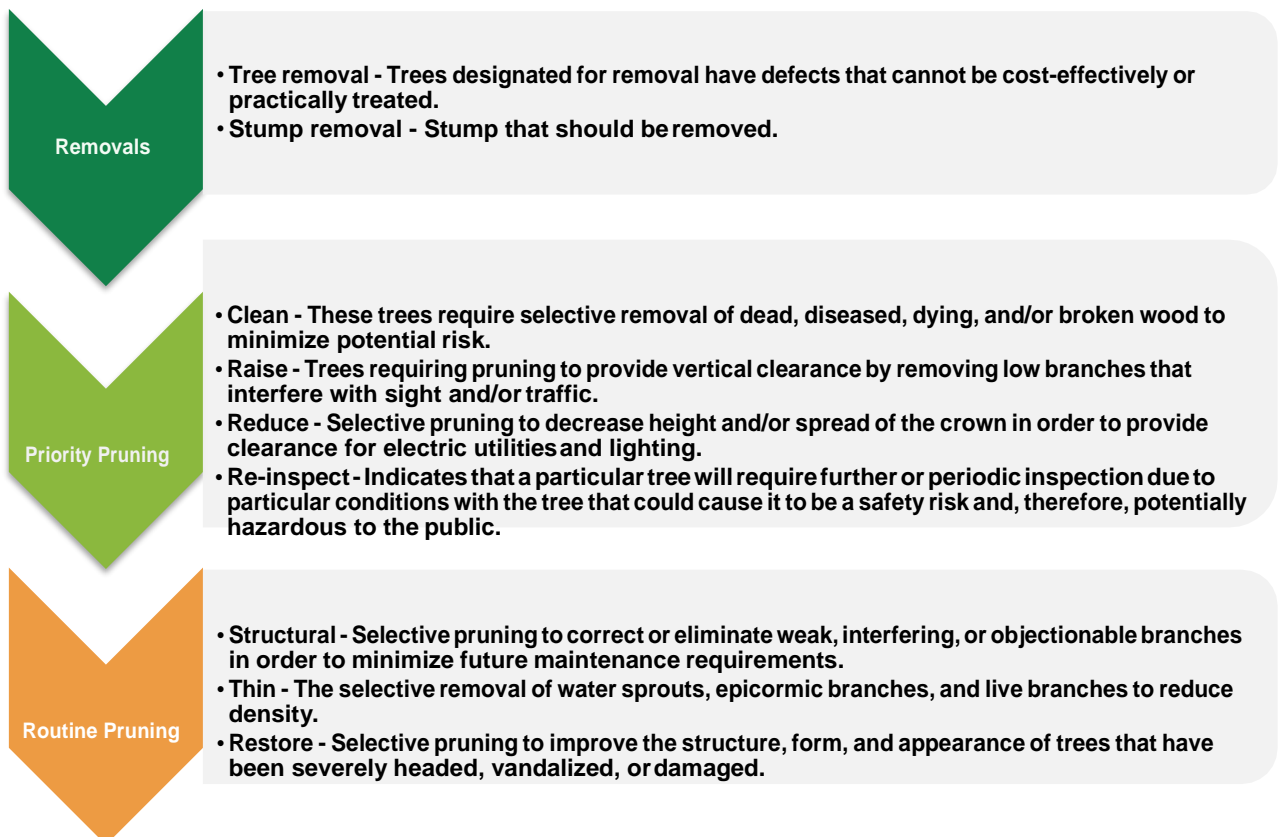 Removals
• Tree removal - Trees designated for removal have defects that cannot be cost-effectively or
practically treated.
• Stump removal - Stump that should be removed.
Priority Pruning
• Clean - These trees require selective removal of dead, diseased, dying, and/or broken wood to
minimize potential risk.
• Raise - Trees requiring pruning to provide vertical clearance by removing low branches that
interfere with sight and/or traffic.
• Reduce - Selective pruning to decrease height and/or spread of the crown in order to provide
clearance for electric utilities and lighting.
• Re-inspect - Indicates that a particular tree will require further or periodic inspection due to
particular conditions with the tree that could cause it to be a safety risk and, therefore, potentially
hazardous to the public.
Routine Pruning
• Structural - Selective pruning to correct or eliminate weak, interfering, or objectionable branches
in order to minimize future maintenance requirements.
• Thin - The selective removal of water sprouts, epicormic branches, and live branches to reduce
density.
• Restore - Selective pruning to improve the structure, form, and appearance of trees that have
been severely headed, vandalized, or damaged.